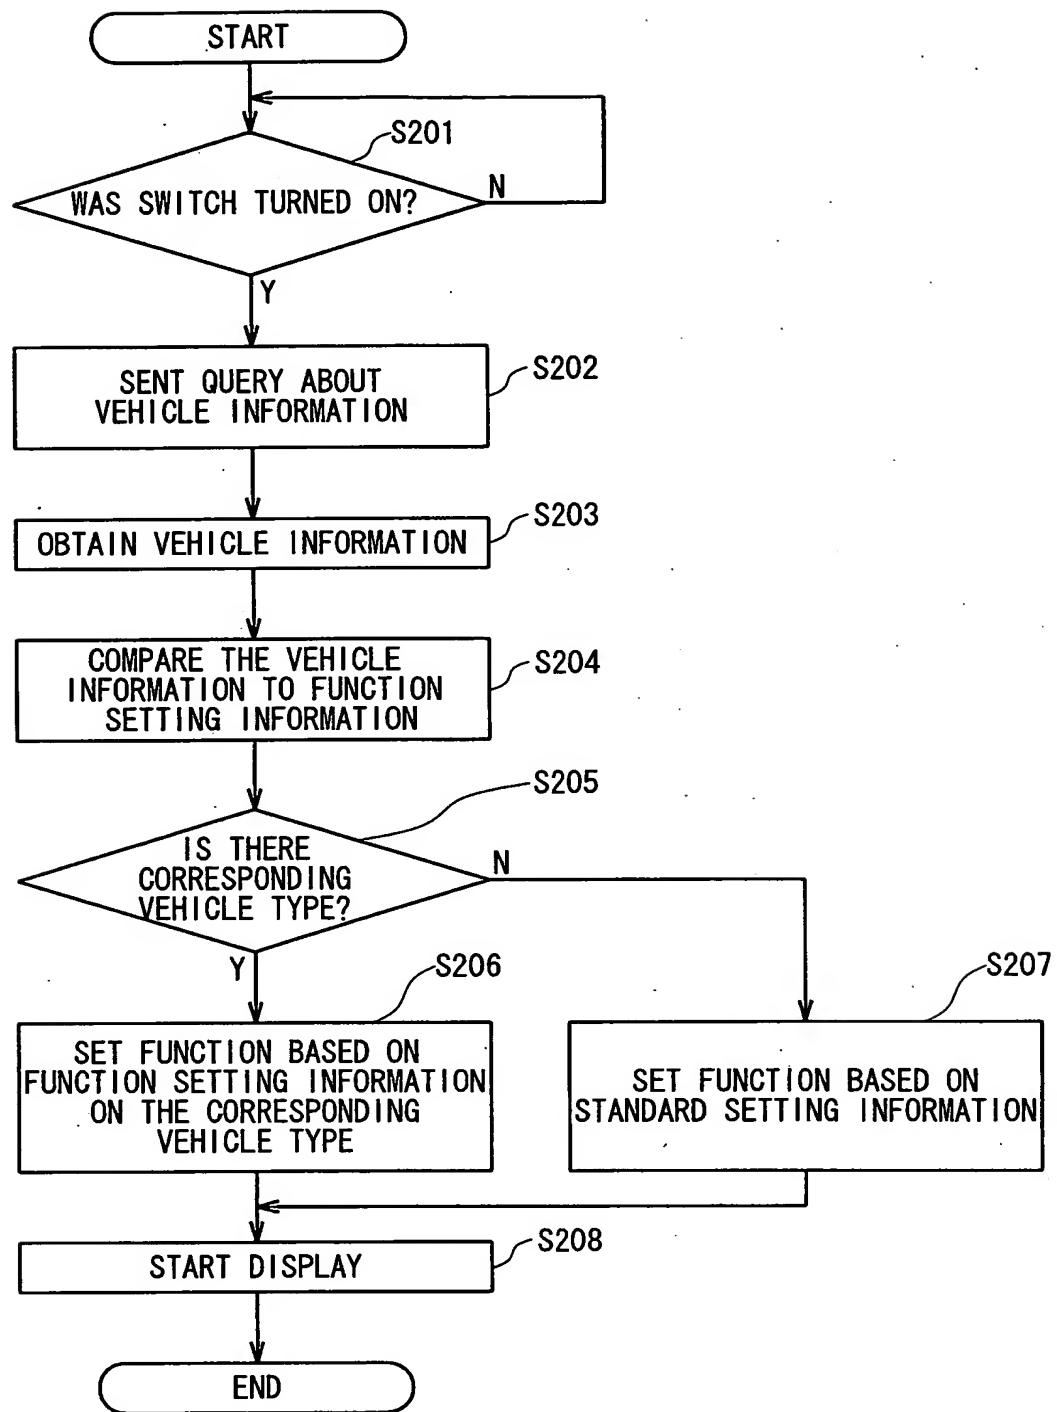 START
S201
WAS SWITCH TURNED ON?
N
Y
S202
SENT QUERY ABOUT
VEHICLE INFORMATION
S203
OBTAIN VEHICLE INFORMATION
S204
COMPARE THE VEHICLE
INFORMATION TO FUNCTION
SETTING INFORMATION
S205
IS THERE
CORRESPONDING
VEHICLE TYPE?
N
Y
S206
SET FUNCTION BASED ON
FUNCTION SETTING INFORMATION
ON THE CORRESPONDING
VEHICLE TYPE
S207
SET FUNCTION BASED ON
STANDARD SETTING INFORMATION
S208
START DISPLAY
END